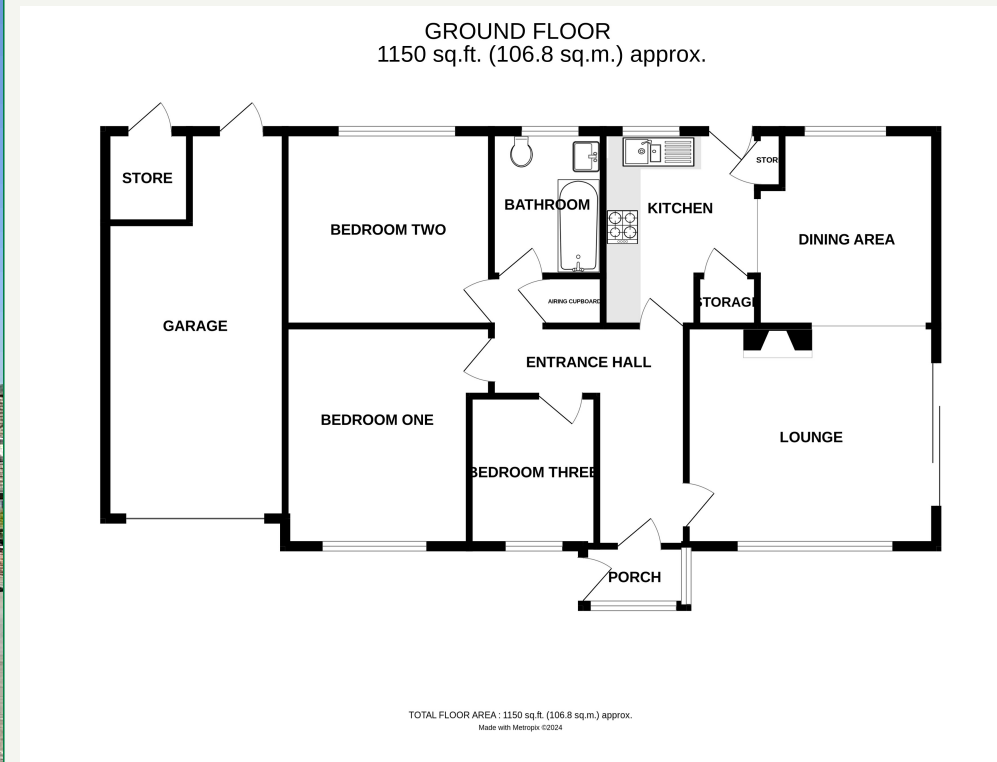 GROUND FLOOR
1150 sq.ft. (106.8 sq.m.) approx.
STORE
STOR
BATHROOM
KITCHEN
BEDROOM TWO
DINING AREA
AIRING CUPBOARD
STORAGE
GARAGE
ENTRANCE HALL
BEDROOM ONE
LOUNGE
BEDROOM THREE
PORCH
TOTAL FLOOR AREA : 1150 sq.ft. (106.8 sq.m.) approx.
Made with Metropix ©2024